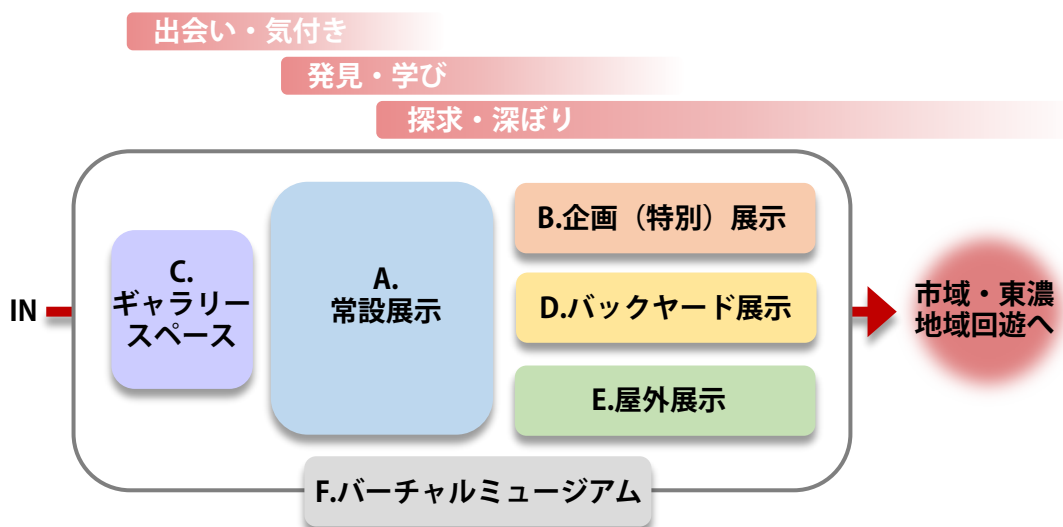 出会い・気付き
発見・学び
探求・深ぼり
IN
C.
ギャラリー
スペース
A.
常設展示
B.企画（特別）展示
D.バックヤード展示
E.屋外展示
F.バーチャルミュージアム
市域・東濃
地域回遊へ